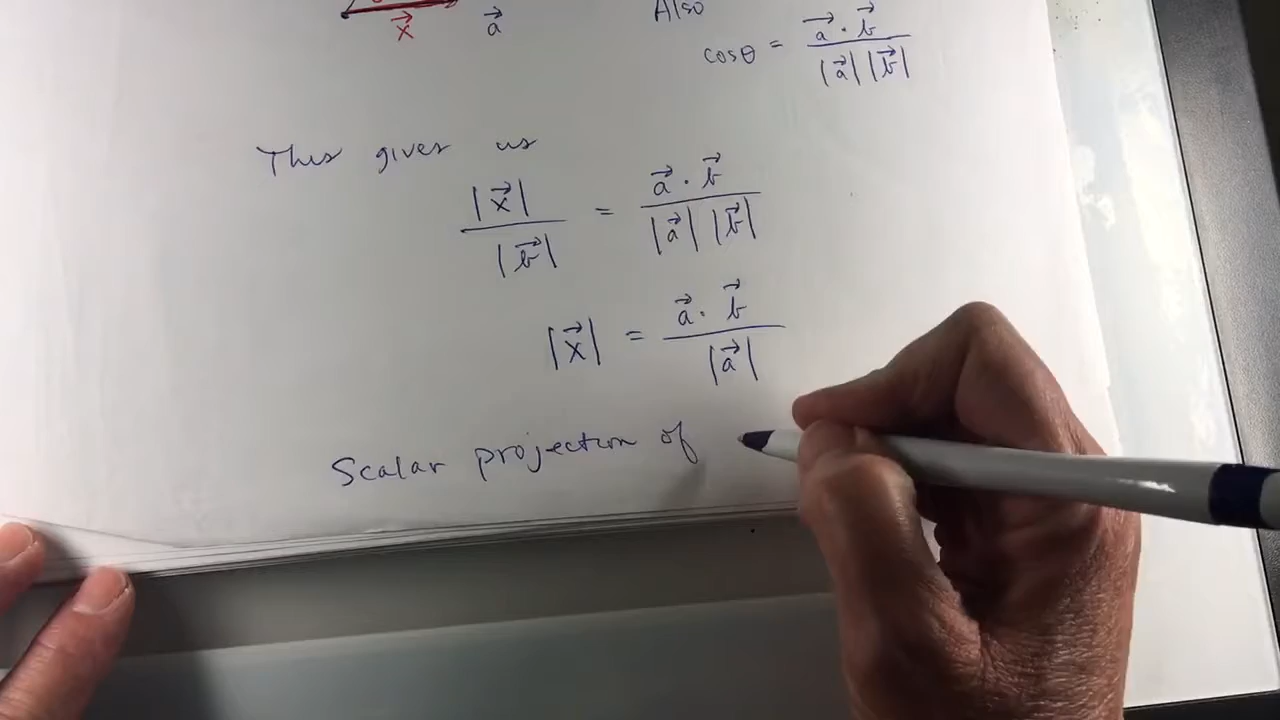 x⃗ a⃗ Also
cosθ = a⃗ · b⃗ / |a⃗| |b⃗|
This gives us
|x⃗| / |b⃗| = a⃗ · b⃗ / |a⃗| |b⃗|
|x⃗| = a⃗ · b⃗ / |a⃗|
Scalar projection of